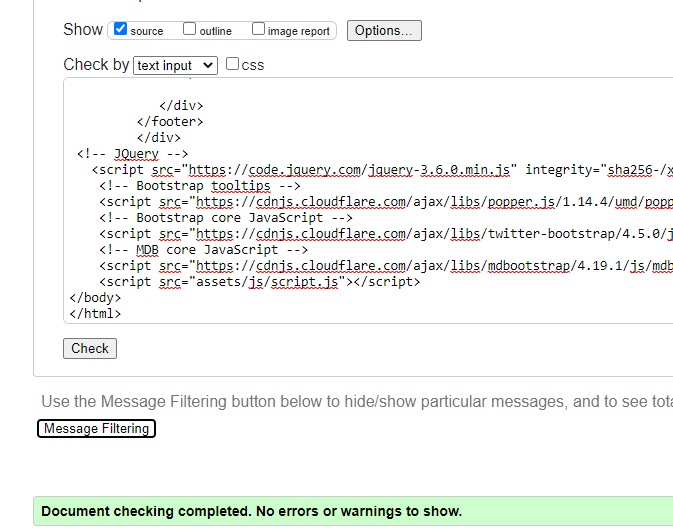 Show source outline image report Options...
Check by text input css
</div>
</footer>
</div>
<!-- JQuery -->
<script src="https://code.jquery.com/jquery-3.6.0.min.js" integrity="sha256-/x
<!-- Bootstrap tooltips -->
<script src="https://cdnjs.cloudflare.com/ajax/libs/popper.js/1.14.4/umd/popp
<!-- Bootstrap core JavaScript -->
<script src="https://cdnjs.cloudflare.com/ajax/libs/twitter-bootstrap/4.5.0/j
<!-- MDB core JavaScript -->
<script src="https://cdnjs.cloudflare.com/ajax/libs/mdbootstrap/4.19.1/js/mdb
<script src="assets/js/script.js"></script>
</body>
</html>
Check
Use the Message Filtering button below to hide/show particular messages, and to see tota
Message Filtering
Document checking completed. No errors or warnings to show.